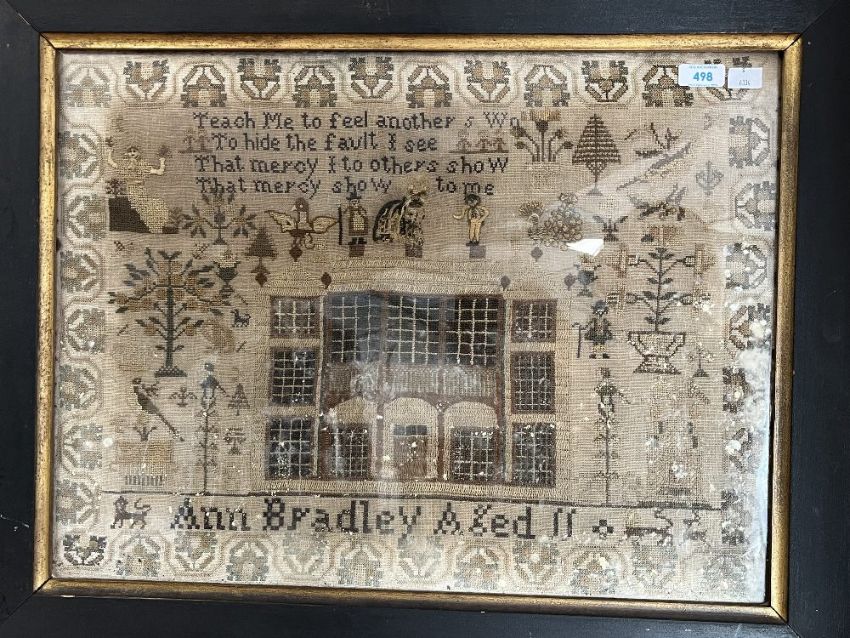 Teach Me to feel another s Wo
To hide the fault I see
That mercy I to others show
That mercy show to me
Ann Bradley Aged 11
498